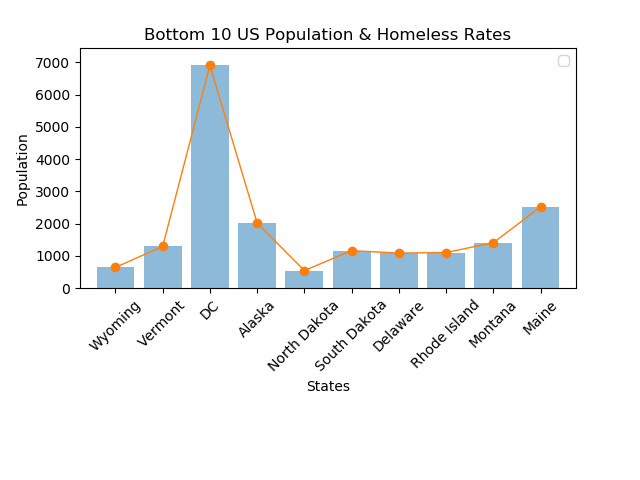 Bottom 10 US Population & Homeless Rates
Population
7000
6000
5000
4000
3000
2000
1000
0
Wyoming
Vermont
DC
Alaska
North Dakota
South Dakota
Delaware
Rhode Island
Montana
Maine
States